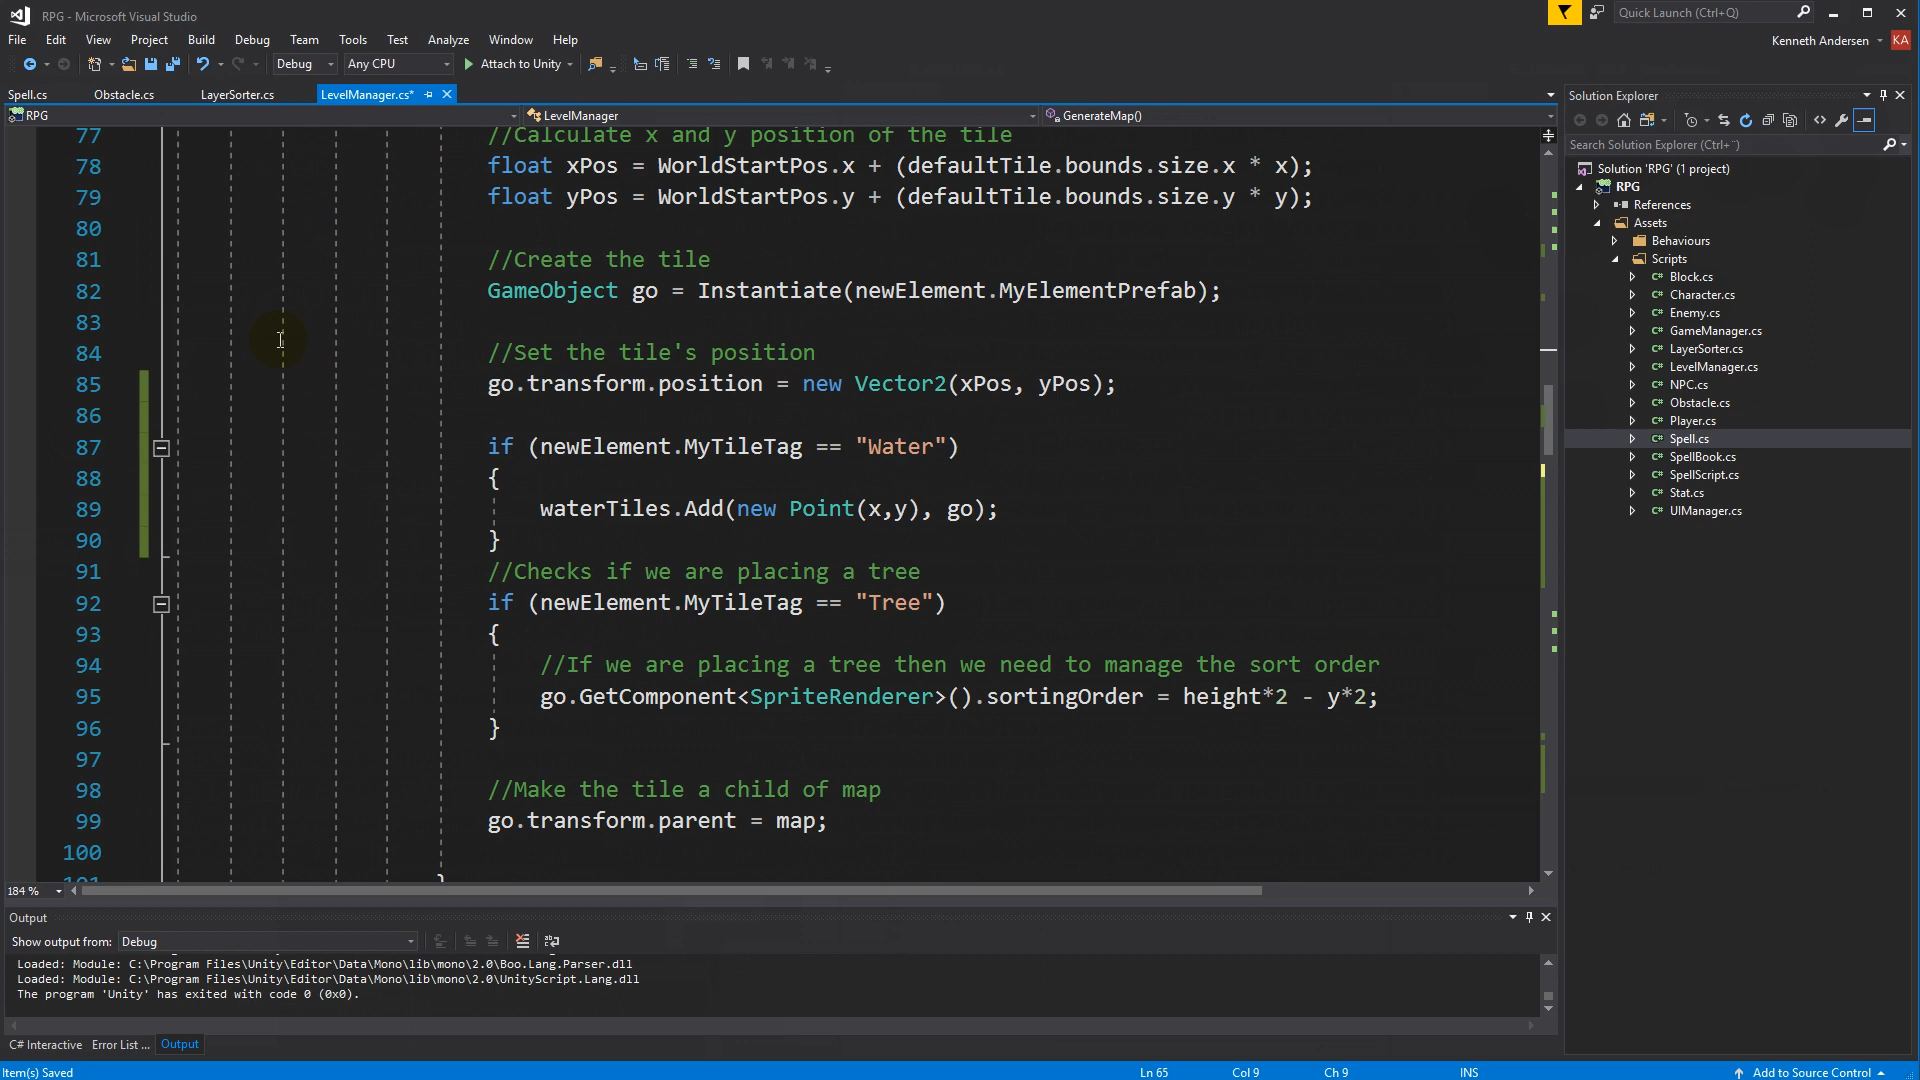 RPG - Microsoft Visual Studio
Quick Launch (Ctrl+Q)
File Edit View Project Build Debug Team Tools Test Analyze Window Help
Kenneth Andersen KA
Debug Any CPU Attach to Unity
Spell.cs Obstacle.cs LayerSorter.cs LevelManager.cs*
RPG LevelManager GenerateMap()
77 //Calculate x and y position of the tile
78 float xPos = WorldStartPos.x + (defaultTile.bounds.size.x * x);
79 float yPos = WorldStartPos.y + (defaultTile.bounds.size.y * y);
80
81 //Create the tile
82 GameObject go = Instantiate(newElement.MyElementPrefab);
83
84 //Set the tile's position
85 go.transform.position = new Vector2(xPos, yPos);
86
87 if (newElement.MyTileTag == "Water")
88 {
89 waterTiles.Add(new Point(x,y), go);
90 }
91 //Checks if we are placing a tree
92 if (newElement.MyTileTag == "Tree")
93 {
94 //If we are placing a tree then we need to manage the sort order
95 go.GetComponent<SpriteRenderer>().sortingOrder = height*2 - y*2;
96 }
97
98 //Make the tile a child of map
99 go.transform.parent = map;
100
101 }
184 %
Solution Explorer
Search Solution Explorer (Ctrl+¨)
Solution 'RPG' (1 project)
RPG
References
Assets
Behaviours
Scripts
C# Block.cs
C# Character.cs
C# Enemy.cs
C# GameManager.cs
C# LayerSorter.cs
C# LevelManager.cs
C# NPC.cs
C# Obstacle.cs
C# Player.cs
C# Spell.cs
C# SpellBook.cs
C# SpellScript.cs
C# Stat.cs
C# UIManager.cs
Output
Show output from: Debug
Loaded: Module: C:\Program Files\Unity\Editor\Data\Mono\lib\mono\2.0\Boo.Lang.Parser.dll
Loaded: Module: C:\Program Files\Unity\Editor\Data\Mono\lib\mono\2.0\UnityScript.Lang.dll
The program 'Unity' has exited with code 0 (0x0).
C# Interactive Error List ... Output
Item(s) Saved Ln 65 Col 9 Ch 9 INS Add to Source Control